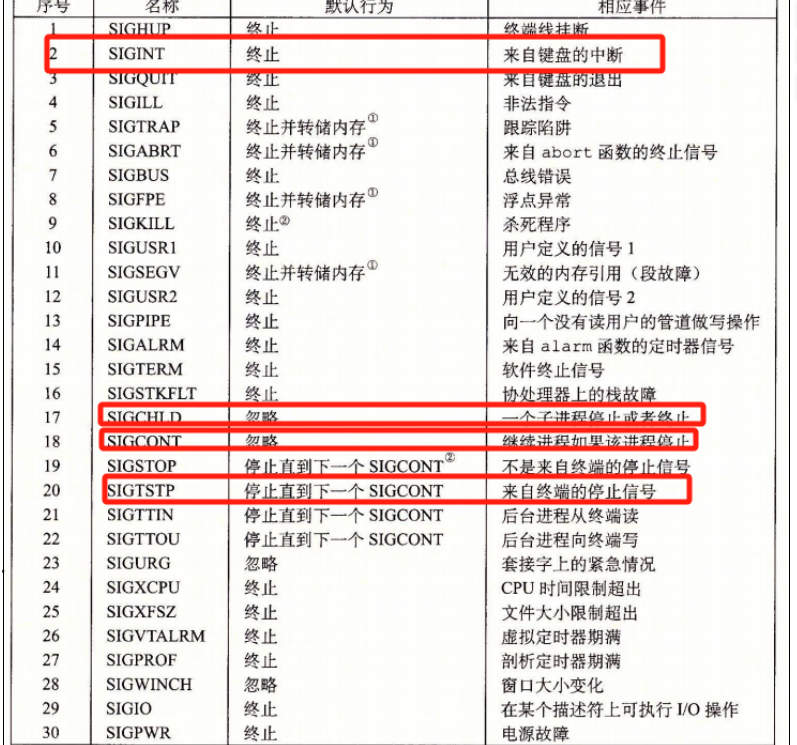 序号 名称 默认行为 相应事件
1 SIGHUP 终止 终端线挂断
2 SIGINT 终止 来自键盘的中断
3 SIGQUIT 终止 来自键盘的退出
4 SIGILL 终止 非法指令
5 SIGTRAP 终止并转储内存① 跟踪陷阱
6 SIGABRT 终止并转储内存① 来自 abort 函数的终止信号
7 SIGBUS 终止 总线错误
8 SIGFPE 终止并转储内存① 浮点异常
9 SIGKILL 终止② 杀死程序
10 SIGUSR1 终止 用户定义的信号 1
11 SIGSEGV 终止并转储内存① 无效的内存引用（段故障）
12 SIGUSR2 终止 用户定义的信号 2
13 SIGPIPE 终止 向一个没有读用户的管道做写操作
14 SIGALRM 终止 来自 alarm 函数的定时器信号
15 SIGTERM 终止 软件终止信号
16 SIGSTKFLT 终止 协处理器上的栈故障
17 SIGCHLD 忽略 一个子进程停止或者终止
18 SIGCONT 忽略 继续进程如果该进程停止
19 SIGSTOP 停止直到下一个 SIGCONT② 不是来自终端的停止信号
20 SIGTSTP 停止直到下一个 SIGCONT 来自终端的停止信号
21 SIGTTIN 停止直到下一个 SIGCONT 后台进程从终端读
22 SIGTTOU 停止直到下一个 SIGCONT 后台进程向终端写
23 SIGURG 忽略 套接字上的紧急情况
24 SIGXCPU 终止 CPU 时间限制超出
25 SIGXFSZ 终止 文件大小限制超出
26 SIGVTALRM 终止 虚拟定时器期满
27 SIGPROF 终止 剖析定时器期满
28 SIGWINCH 忽略 窗口大小变化
29 SIGIO 终止 在某个描述符上可执行 I/O 操作
30 SIGPWR 终止 电源故障